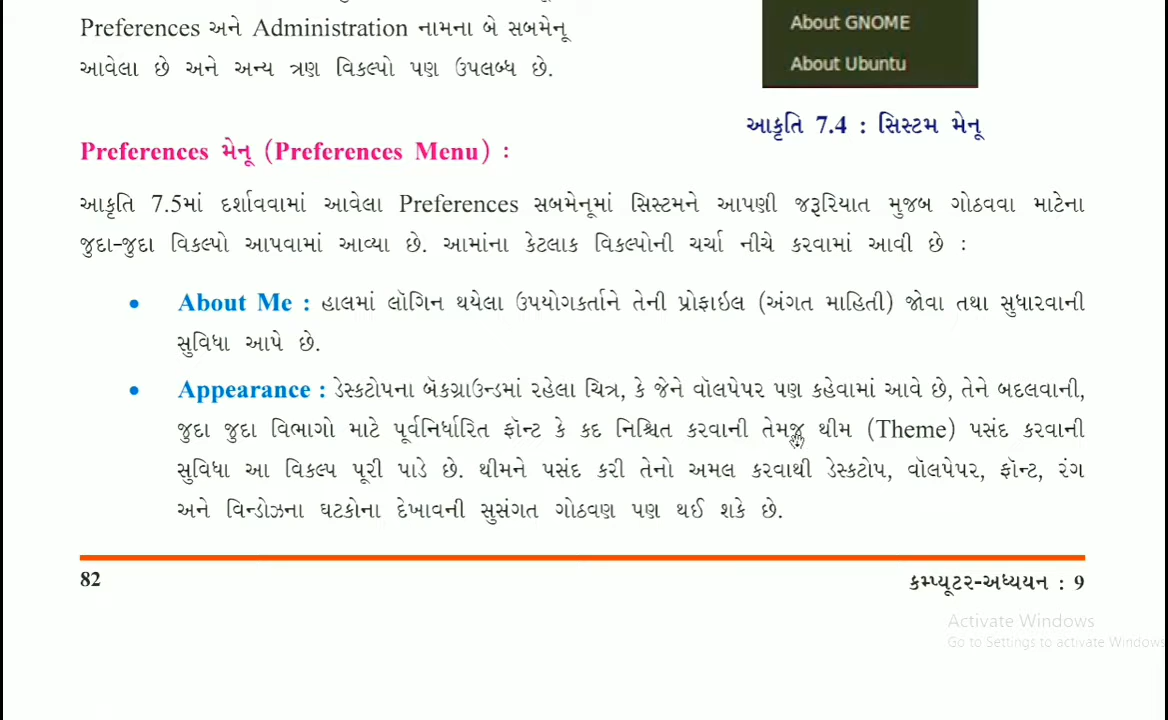 Preferences અને Administration નામના બે સબમેનૂ
આવેલા છે અને અન્ય ત્રણ વિકલ્પો પણ ઉપલબ્ધ છે.
About GNOME
About Ubuntu
આકૃતિ 7.4 : સિસ્ટમ મેનૂ
Preferences મેનૂ (Preferences Menu) :
આકૃતિ 7.5માં દર્શાવવામાં આવેલા Preferences સબમેનૂમાં સિસ્ટમને આપણી જરૂરિયાત મુજબ ગોઠવવા માટેના
જુદા-જુદા વિકલ્પો આપવામાં આવ્યા છે. આમાંના કેટલાક વિકલ્પોની ચર્ચા નીચે કરવામાં આવી છે :
• About Me : હાલમાં લૉગિન થયેલા ઉપયોગકર્તાને તેની પ્રોફાઇલ (અંગત માહિતી) જોવા તથા સુધારવાની
સુવિધા આપે છે.
• Appearance : ડેસ્કટોપના બૅકગ્રાઉન્ડમાં રહેલા ચિત્ર, કે જેને વૉલપેપર પણ કહેવામાં આવે છે, તેને બદલવાની,
જુદા જુદા વિભાગો માટે પૂર્વનિર્ધારિત ફૉન્ટ કે કદ નિશ્ચિત કરવાની તેમજ થીમ (Theme) પસંદ કરવાની
સુવિધા આ વિકલ્પ પૂરી પાડે છે. થીમને પસંદ કરી તેનો અમલ કરવાથી ડેસ્કટોપ, વૉલપેપર, ફૉન્ટ, રંગ
અને વિન્ડોઝના ઘટકોના દેખાવની સુસંગત ગોઠવણ પણ થઈ શકે છે.
82
કમ્પ્યૂટર-અધ્યયન : 9
Activate Windows
Go to Settings to activate Windows